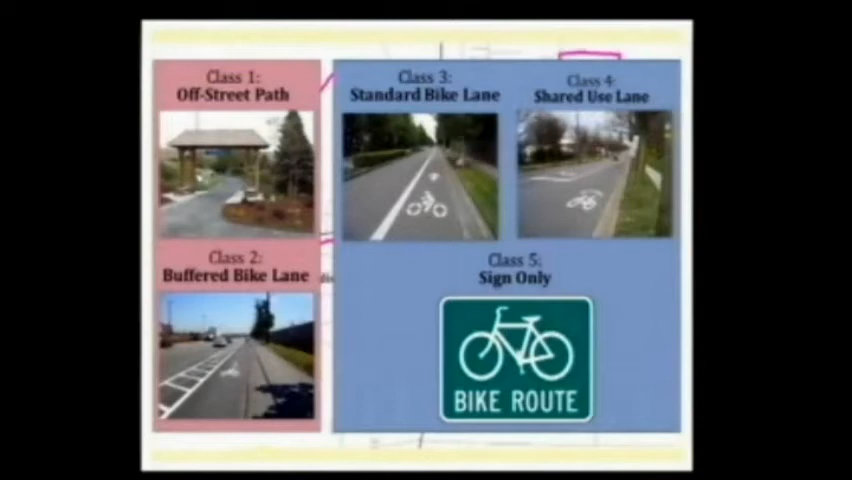 Class 1:
Off-Street Path
Class 2:
Buffered Bike Lane
Class 3:
Standard Bike Lane
Class 4:
Shared Use Lane
Class 5:
Sign Only
BIKE ROUTE